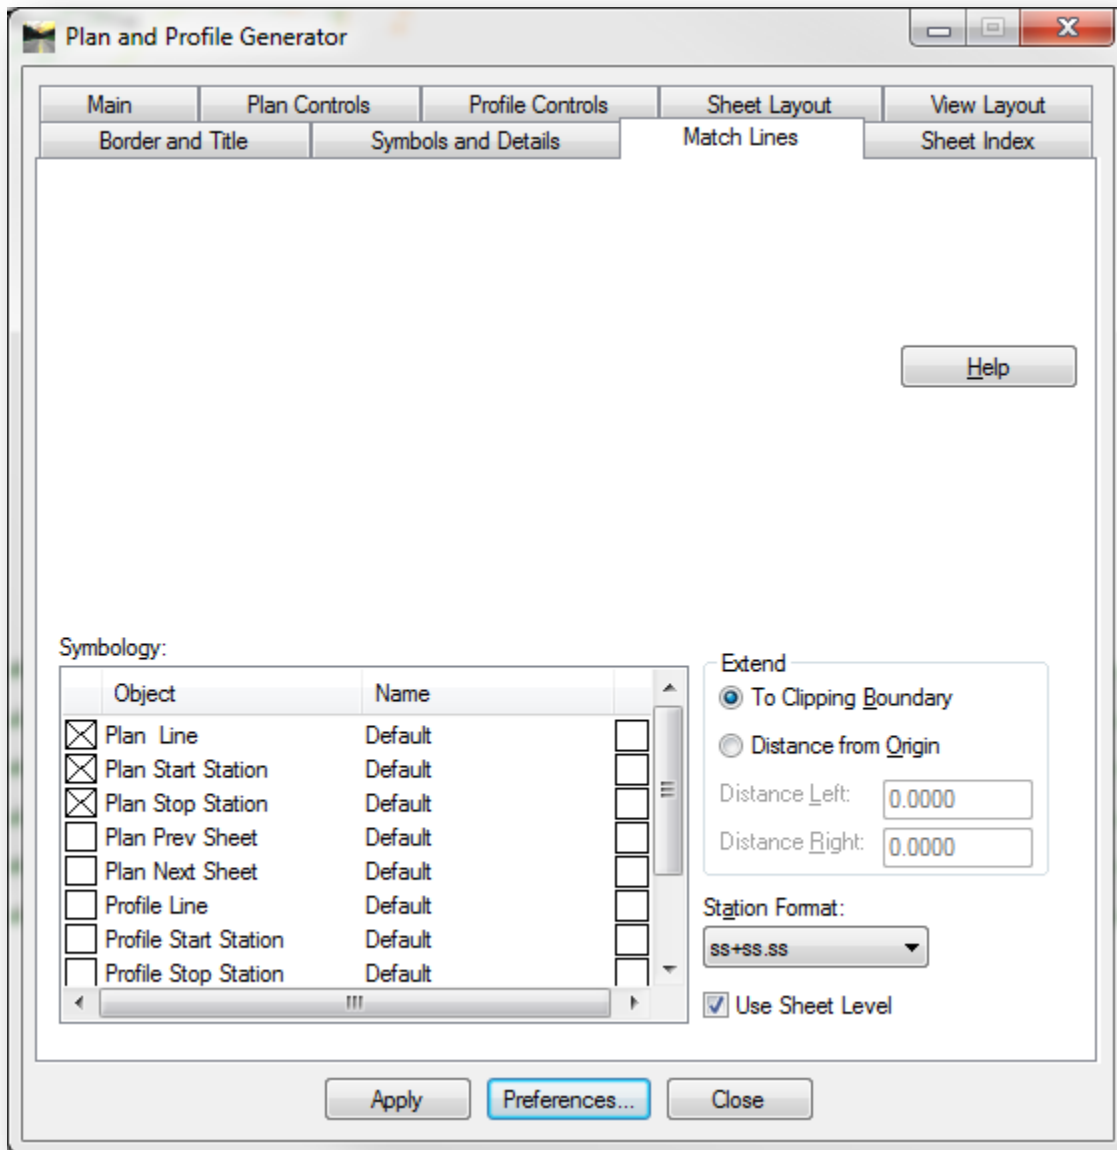 Plan and Profile Generator
Main Plan Controls Profile Controls Sheet Layout View Layout
Border and Title Symbols and Details Match Lines Sheet Index
Help
Symbology:
Object Name
Plan Line Default
Plan Start Station Default
Plan Stop Station Default
Plan Prev Sheet Default
Plan Next Sheet Default
Profile Line Default
Profile Start Station Default
Profile Stop Station Default
Extend
To Clipping Boundary
Distance from Origin
Distance Left: 0.0000
Distance Right: 0.0000
Station Format:
ss+ss.ss
Use Sheet Level
Apply Preferences... Close